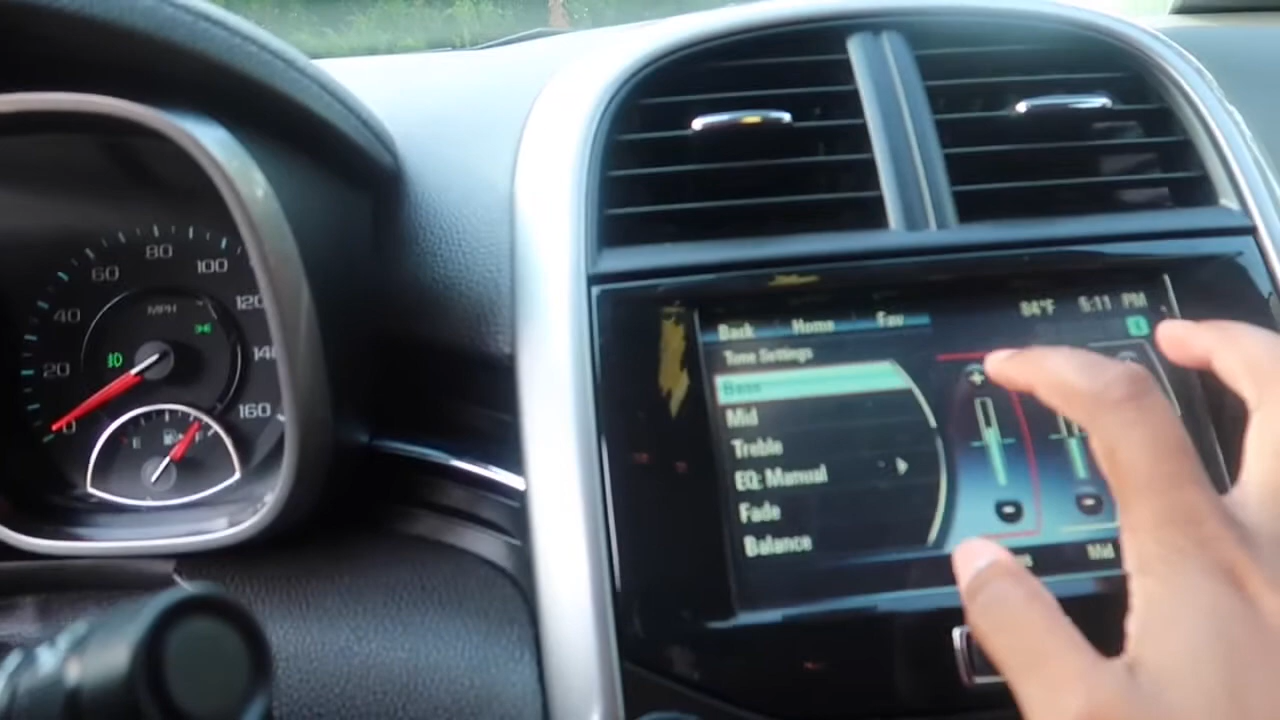 80
60
100
40
120
MPH
20
140
160
0
E
F
84°F 5:11 PM
Back Home Fav
Tone Settings
Bass
Mid
Treble
EQ: Manual
Fade
Balance
Mid